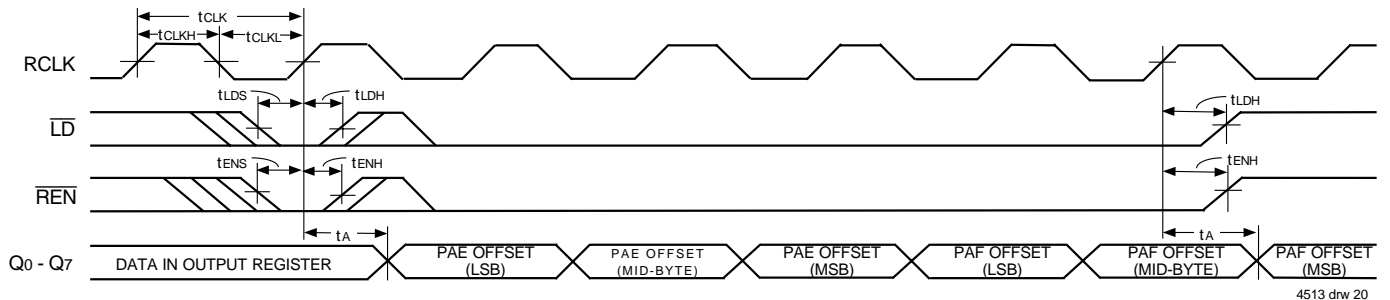 tCLK
tCLKH
tCLKL
RCLK
tLDS
tLDH
tLDH
LD
tENS
tENH
tENH
REN
tA
tA
Q0 - Q7
DATA IN OUTPUT REGISTER
PAE OFFSET
(LSB)
PAE OFFSET
(MID-BYTE)
PAE OFFSET
(MSB)
PAF OFFSET
(LSB)
PAF OFFSET
(MID-BYTE)
PAF OFFSET
(MSB)
4513 drw 20